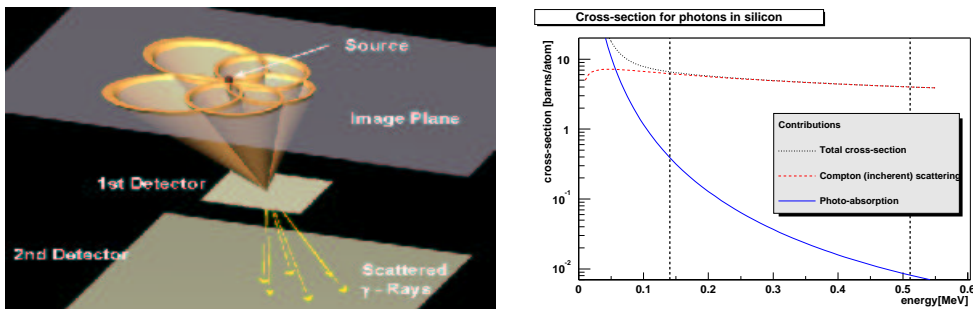 Source
Image Plane
1st Detector
2nd Detector
Scattered
γ - Rays
Cross-section for photons in silicon
cross-section [barns/atom]
10
1
10⁻¹
10⁻²
Contributions
Total cross-section
Compton (incherent) scattering
Photo-absorption
0
0.1
0.2
0.3
0.4
0.5
0.6
energy[MeV]